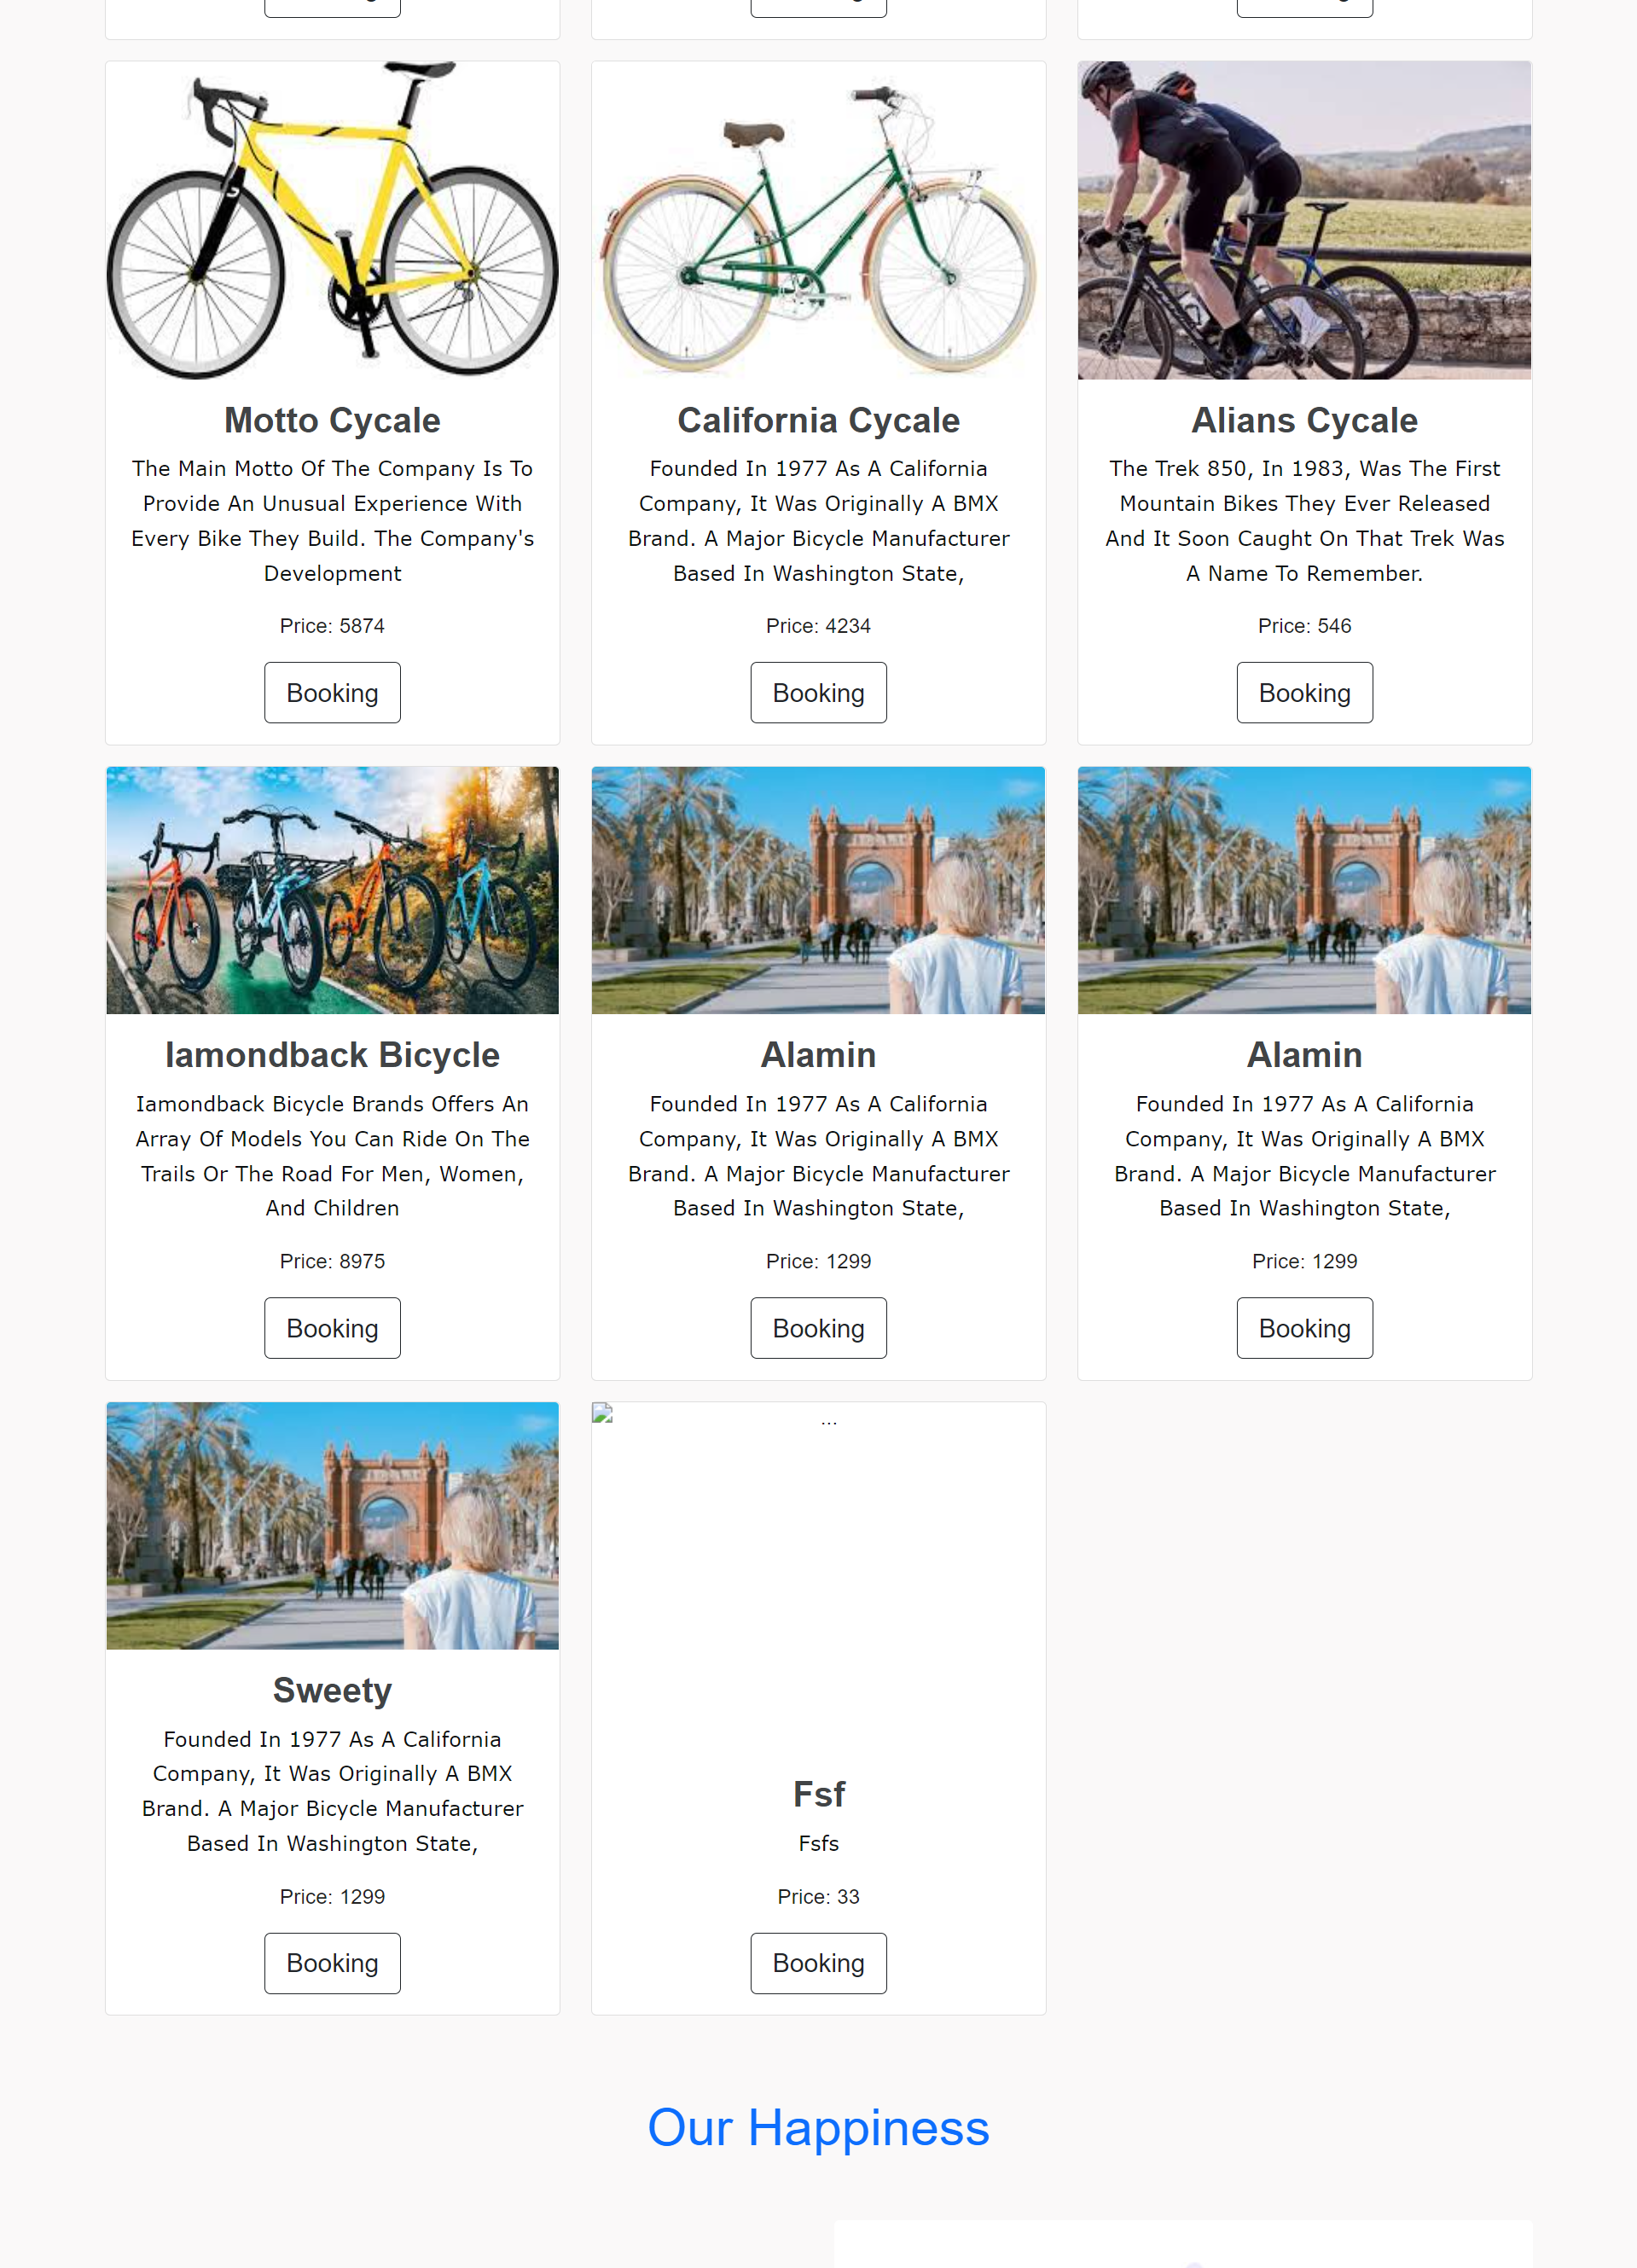 Motto Cycale
The Main Motto Of The Company Is To
Provide An Unusual Experience With
Every Bike They Build. The Company's
Development
Price: 5874
Booking
California Cycale
Founded In 1977 As A California
Company, It Was Originally A BMX
Brand. A Major Bicycle Manufacturer
Based In Washington State,
Price: 4234
Booking
Alians Cycale
The Trek 850, In 1983, Was The First
Mountain Bikes They Ever Released
And It Soon Caught On That Trek Was
A Name To Remember.
Price: 546
Booking
Iamondback Bicycle
Iamondback Bicycle Brands Offers An
Array Of Models You Can Ride On The
Trails Or The Road For Men, Women,
And Children
Price: 8975
Booking
Alamin
Founded In 1977 As A California
Company, It Was Originally A BMX
Brand. A Major Bicycle Manufacturer
Based In Washington State,
Price: 1299
Booking
Alamin
Founded In 1977 As A California
Company, It Was Originally A BMX
Brand. A Major Bicycle Manufacturer
Based In Washington State,
Price: 1299
Booking
Sweety
Founded In 1977 As A California
Company, It Was Originally A BMX
Brand. A Major Bicycle Manufacturer
Based In Washington State,
Price: 1299
Booking
...
Fsf
Fsfs
Price: 33
Booking
Our Happiness